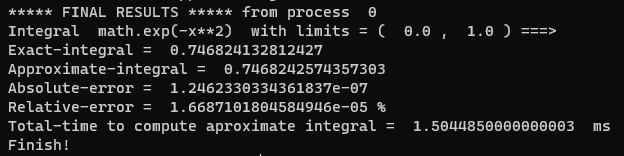 ***** FINAL RESULTS ***** from process  0
Integral  math.exp(-x**2)  with limits = (  0.0 ,  1.0 ) ===>
Exact-integral =  0.746824132812427
Approximate-integral =  0.7468242574357303
Absolute-error =  1.2462330334361837e-07
Relative-error =  1.6687101804584946e-05 %
Total-time to compute aproximate integral =  1.5044850000000003  ms
Finish!